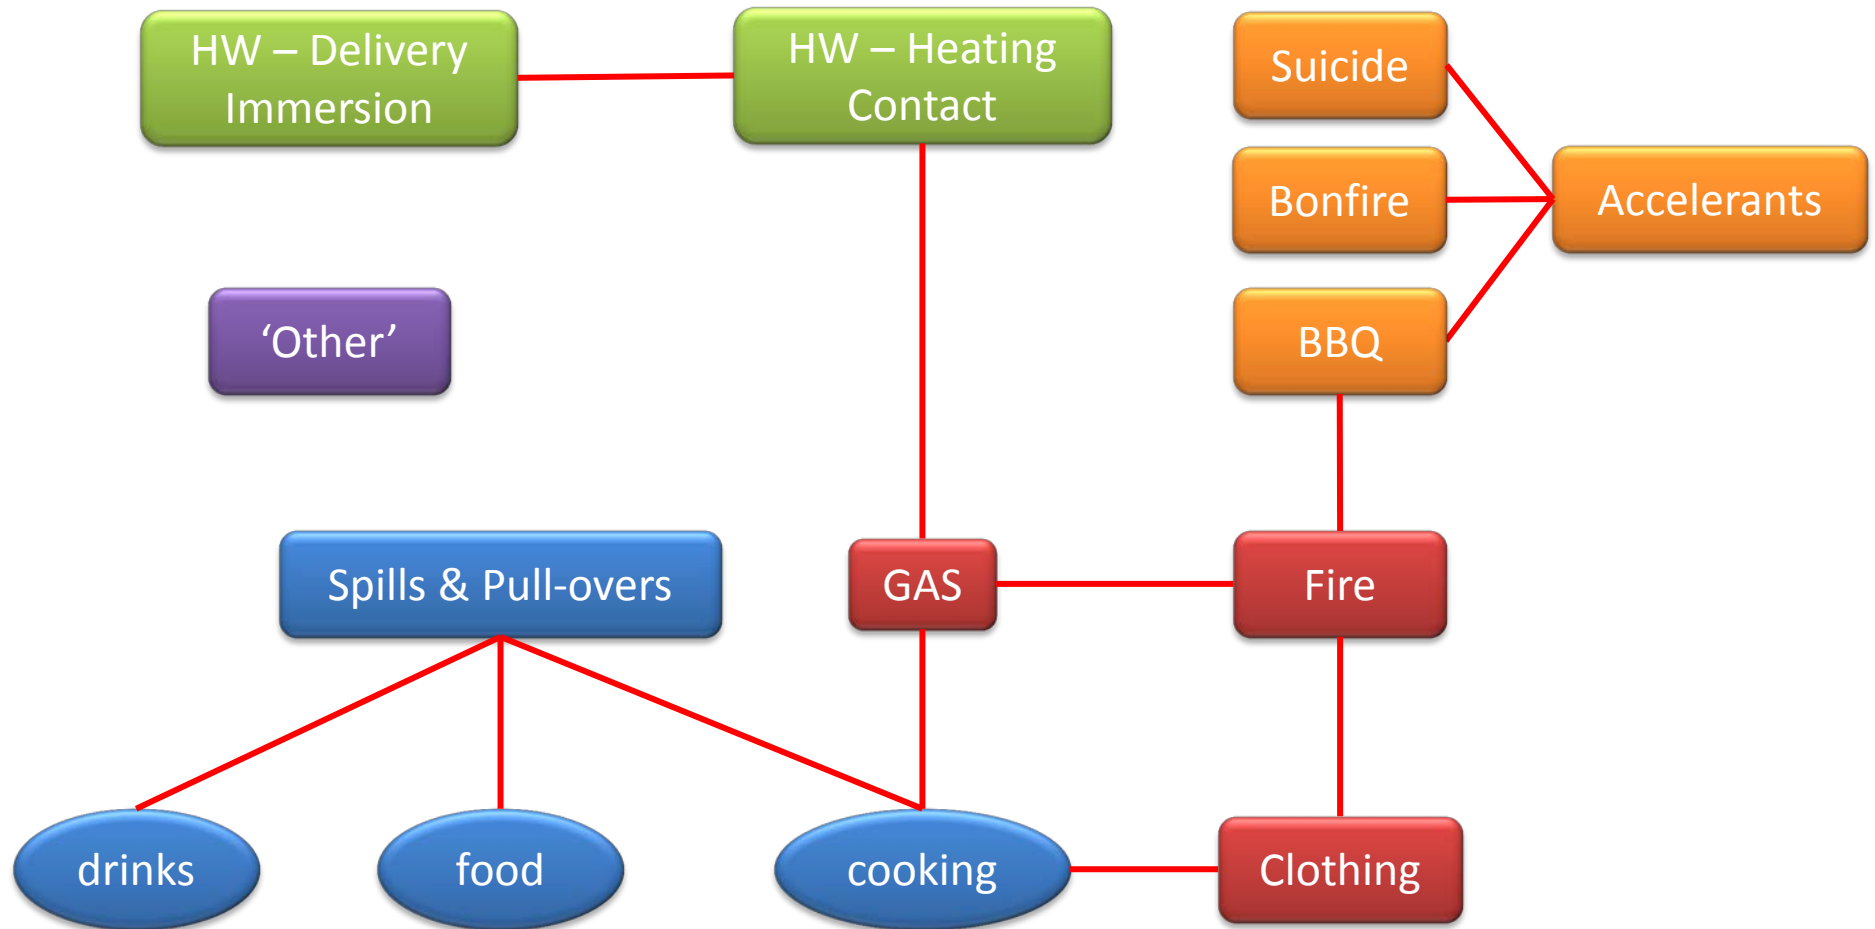 HW – Delivery
Immersion
HW – Heating
Contact
Suicide
Bonfire
Accelerants
‘Other’
BBQ
Spills & Pull-overs
GAS
Fire
drinks
food
cooking
Clothing